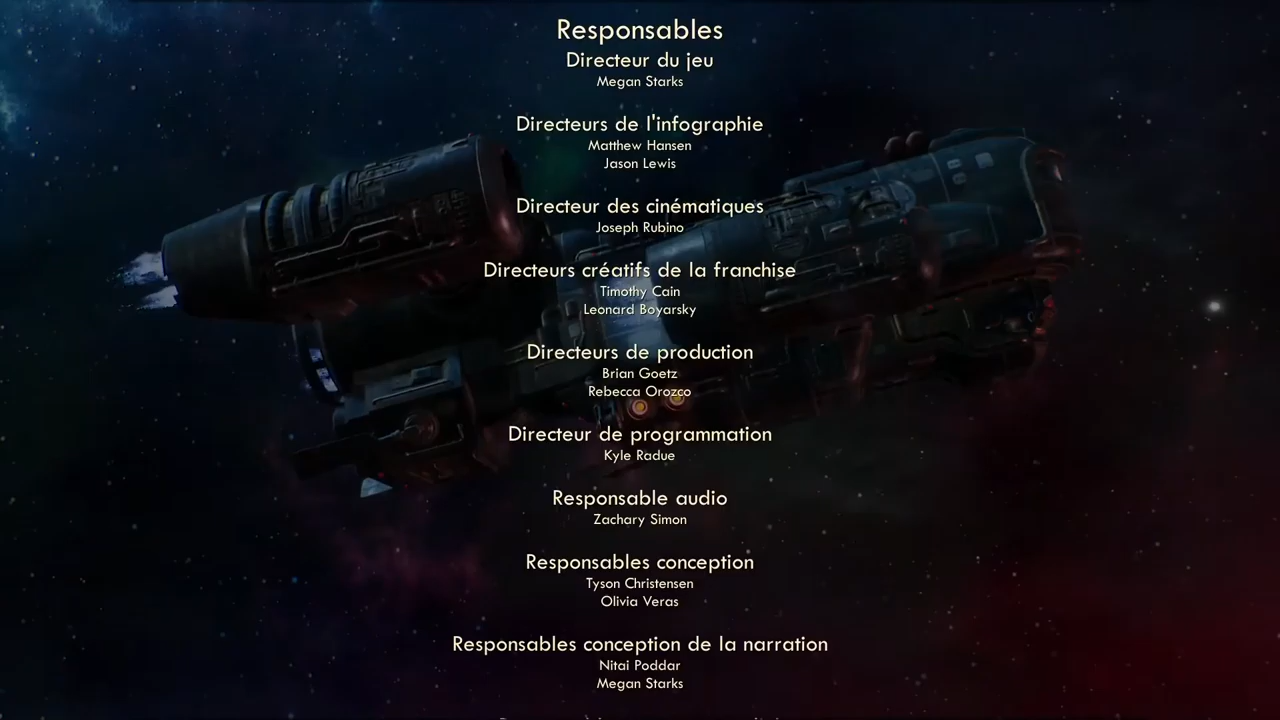 Responsables
Directeur du jeu
Megan Starks
Directeurs de l'infographie
Matthew Hansen
Jason Lewis
Directeur des cinématiques
Joseph Rubino
Directeurs créatifs de la franchise
Timothy Cain
Leonard Boyarsky
Directeurs de production
Brian Goetz
Rebecca Orozco
Directeur de programmation
Kyle Radue
Responsable audio
Zachary Simon
Responsables conception
Tyson Christensen
Olivia Veras
Responsables conception de la narration
Nitai Poddar
Megan Starks